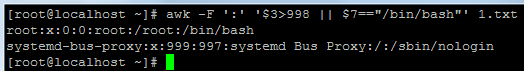 [root@localhost ~]# awk -F ':' '$3>998 || $7=="/bin/bash"' 1.txt
root:x:0:0:root:/root:/bin/bash
systemd-bus-proxy:x:999:997:systemd Bus Proxy:/:/sbin/nologin
[root@localhost ~]#